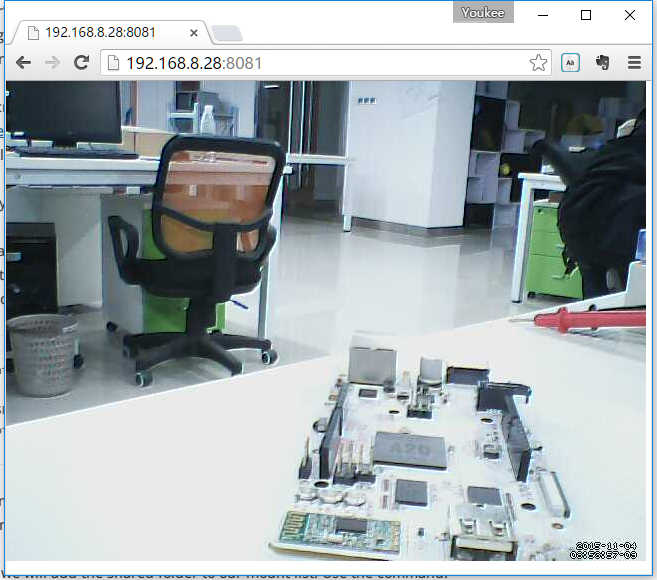 Youkee
192.168.8.28:8081
192.168.8.28:8081
Aa
A20
2015-11-04
we will add the shared folder to our mount list. Use the command: